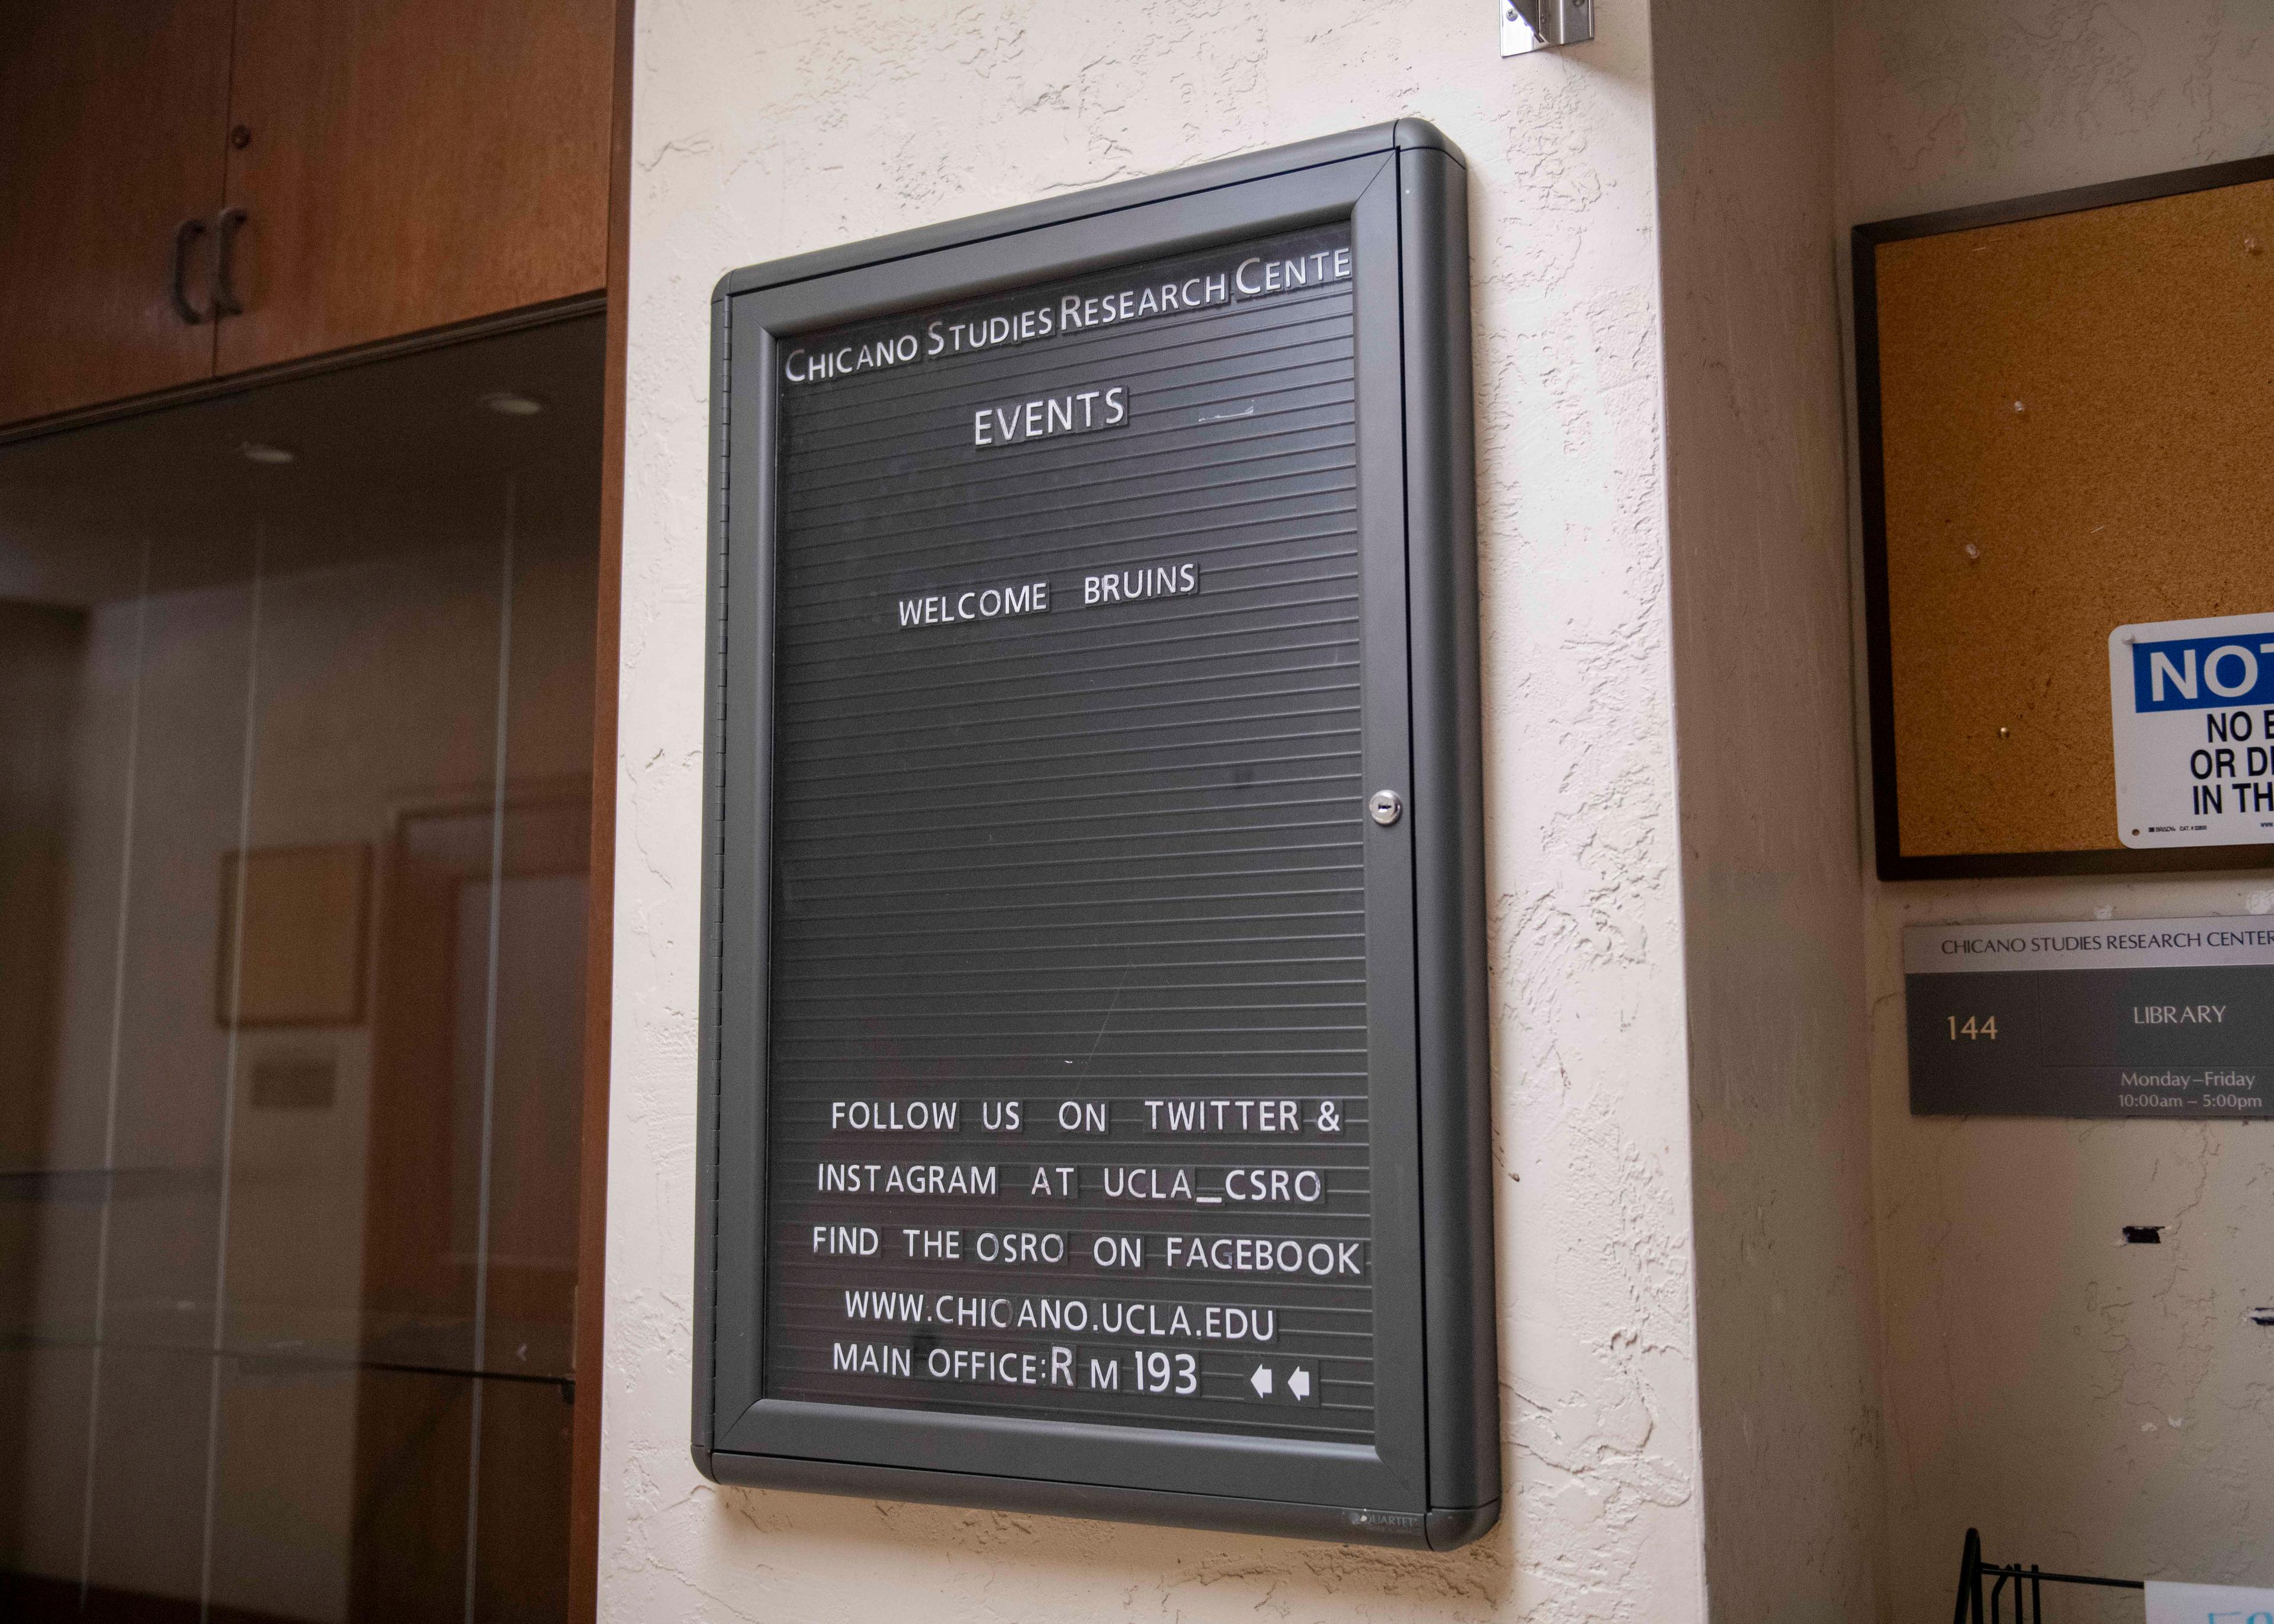 CHICANO STUDIES RESEARCH CENTE
EVENTS
WELCOME BRUINS
FOLLOW US ON TWITTER &
INSTAGRAM AT UCLA_CSRO
FIND THE OSRO ON FAGEBOOK
WWW.CHICANO.UCLA.EDU
MAIN OFFICE:RM 193
QUARTET
NOT
NO E
OR D
IN TH
CHICANO STUDIES RESEARCH CENTER
144
LIBRARY
Monday–Friday
10:00am – 5:00pm